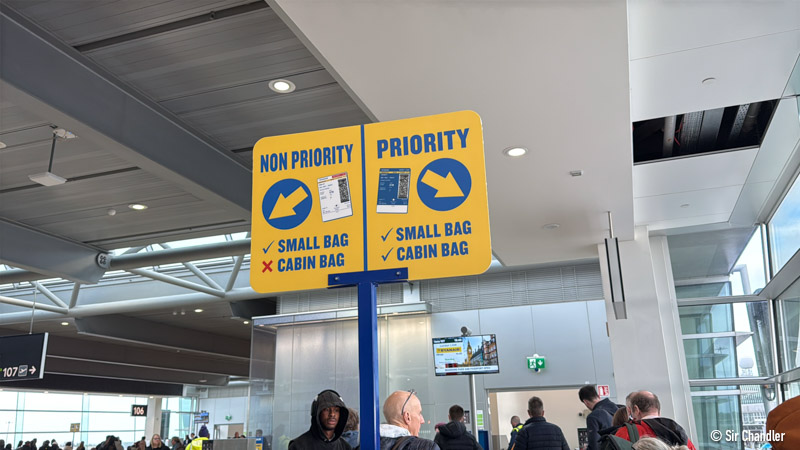 NON PRIORITY
✓ SMALL BAG
✗ CABIN BAG
PRIORITY
✓ SMALL BAG
✓ CABIN BAG
107
106
© Sir Chandler